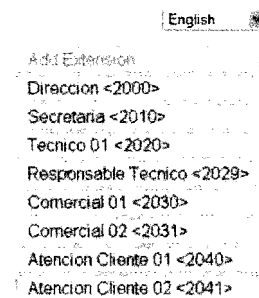 English
Add Extension
Direccion <2000>
Secretaria <2010>
Tecnico 01 <2020>
Responsable Tecnico <2029>
Comercial 01 <2030>
Comercial 02 <2031>
Atencion Cliente 01 <2040>
Atencion Cliente 02 <2041>